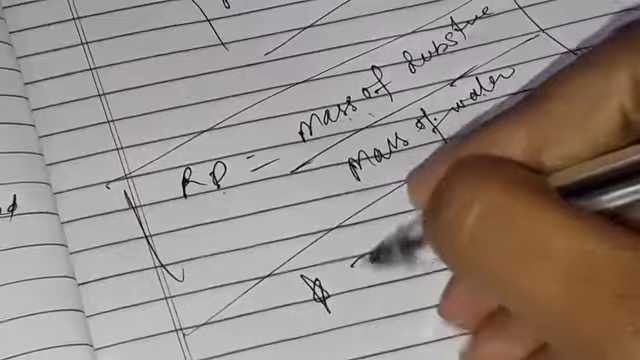 RD = mass of substance
mass of water